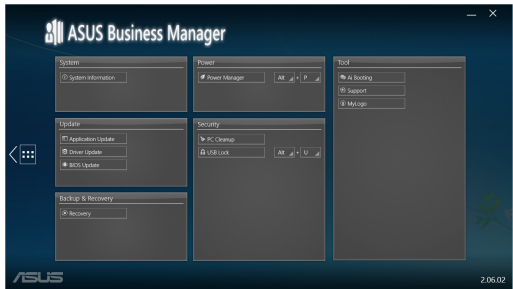 ASUS Business Manager
System
System Information
Power
Power Manager Alt + P
Tool
Ai Booting
Support
MyLogo
Update
Application Update
Driver Update
BIOS Update
Security
PC Cleanup
USB Lock Alt + U
Backup & Recovery
Recovery
ASUS
2.06.02